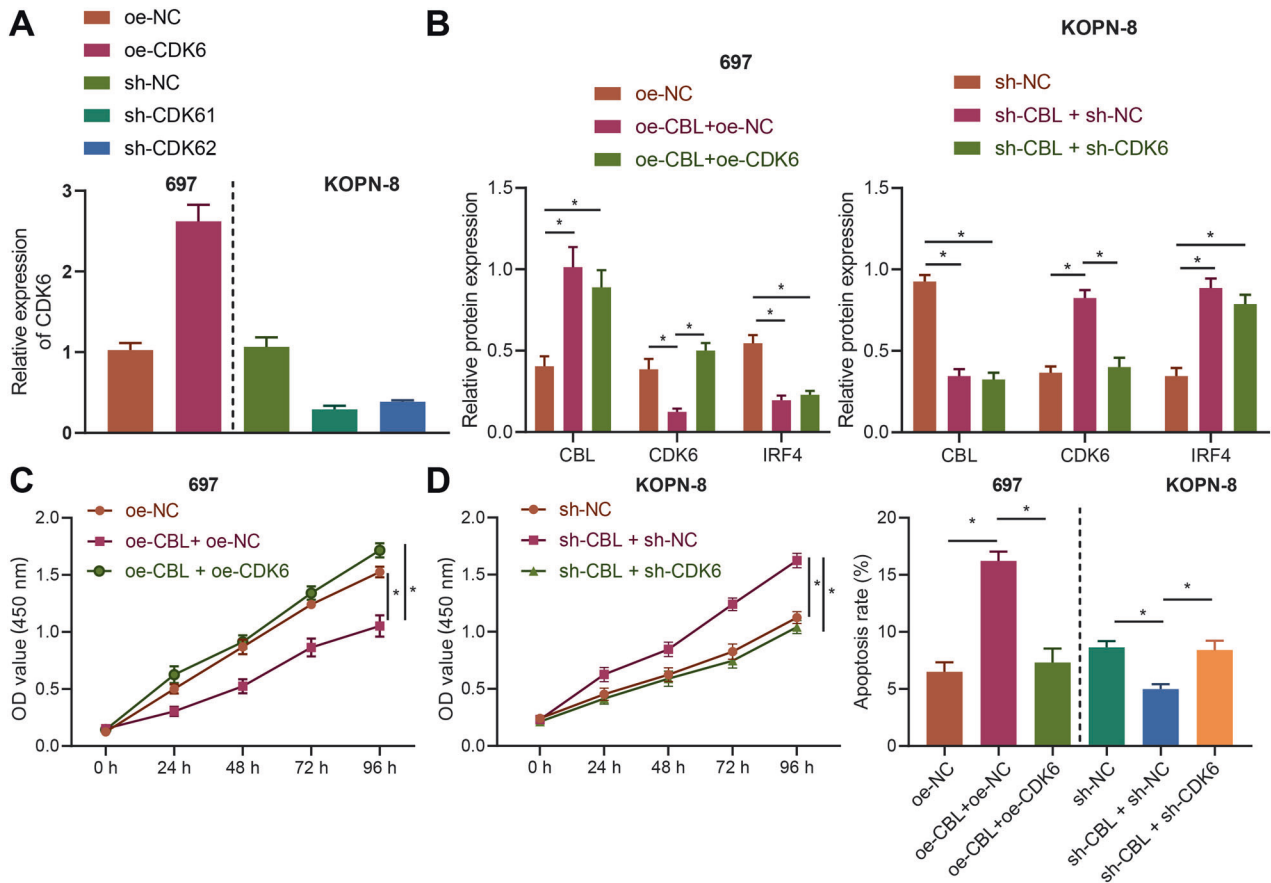 A
oe-NC
oe-CDK6
sh-NC
sh-CDK61
sh-CDK62
697
KOPN-8
Relative expression
of CDK6
3
2
1
0
B
697
oe-NC
oe-CBL+oe-NC
oe-CBL+oe-CDK6
Relative protein expression
1.5
1.0
0.5
0.0
* * * * * *
CBL
CDK6
IRF4
KOPN-8
sh-NC
sh-CBL + sh-NC
sh-CBL + sh-CDK6
Relative protein expression
1.5
1.0
0.5
0.0
* * * * * *
CBL
CDK6
IRF4
C
697
oe-NC
oe-CBL+ oe-NC
oe-CBL + oe-CDK6
OD value (450 nm)
2.0
1.5
1.0
0.5
0.0
* *
0 h
24 h
48 h
72 h
96 h
D
KOPN-8
sh-NC
sh-CBL + sh-NC
sh-CBL + sh-CDK6
OD value (450 nm)
2.0
1.5
1.0
0.5
0.0
* *
0 h
24 h
48 h
72 h
96 h
697
KOPN-8
Apoptosis rate (%)
20
15
10
5
0
* * * *
oe-NC
oe-CBL+oe-NC
oe-CBL+oe-CDK6
sh-NC
sh-CBL + sh-NC
sh-CBL + sh-CDK6